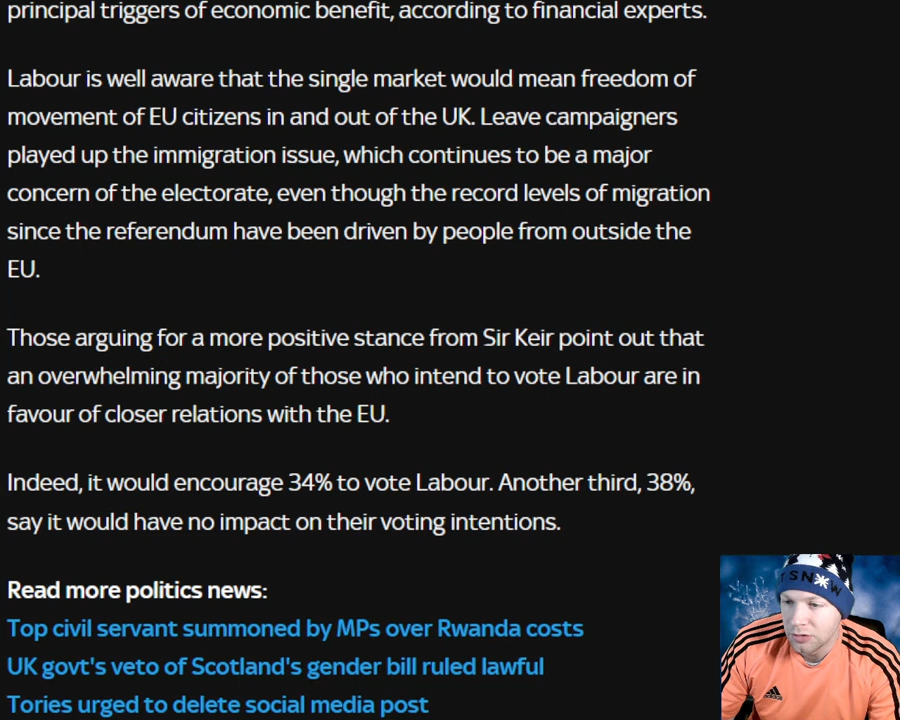 principal triggers of economic benefit, according to financial experts.
Labour is well aware that the single market would mean freedom of
movement of EU citizens in and out of the UK. Leave campaigners
played up the immigration issue, which continues to be a major
concern of the electorate, even though the record levels of migration
since the referendum have been driven by people from outside the
EU.
Those arguing for a more positive stance from Sir Keir point out that
an overwhelming majority of those who intend to vote Labour are in
favour of closer relations with the EU.
Indeed, it would encourage 34% to vote Labour. Another third, 38%,
say it would have no impact on their voting intentions.
Read more politics news:
Top civil servant summoned by MPs over Rwanda costs
UK govt's veto of Scotland's gender bill ruled lawful
Tories urged to delete social media post